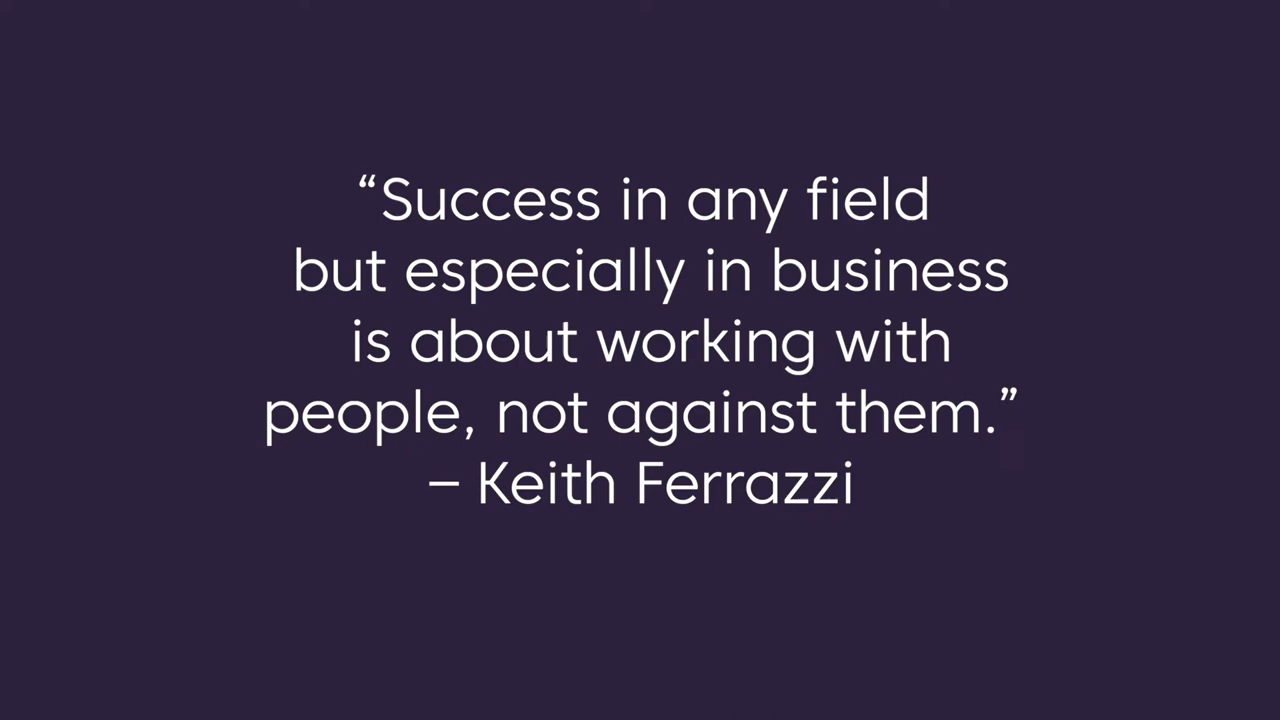 “Success in any field
but especially in business
is about working with
people, not against them.”
– Keith Ferrazzi